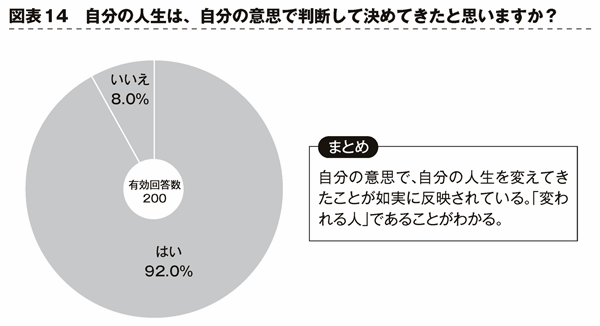 図表14　自分の人生は、自分の意思で判断して決めてきたと思いますか？
いいえ
8.0%
有効回答数
200
はい
92.0%
まとめ
自分の意思で、自分の人生を変えてき
たことが如実に反映されている。「変わ
れる人」であることがわかる。